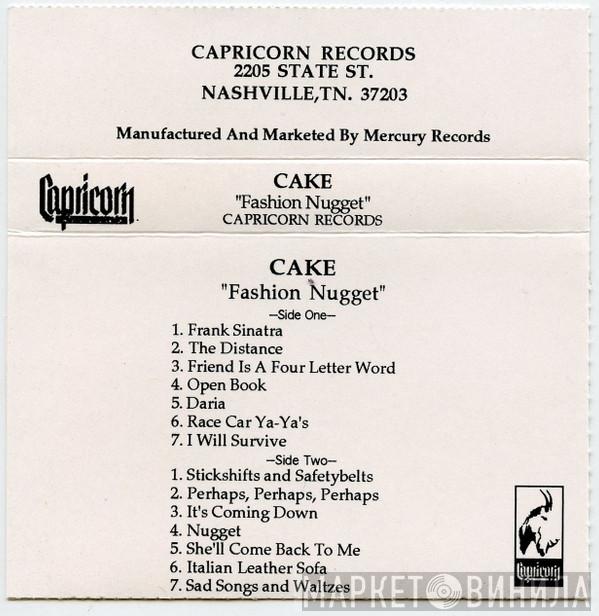 CAPRICORN RECORDS
2205 STATE ST.
NASHVILLE,TN. 37203
Manufactured And Marketed By Mercury Records
Capricorn
CAKE
"Fashion Nugget"
CAPRICORN RECORDS
CAKE
"Fashion Nugget"
—Side One—
1. Frank Sinatra
2. The Distance
3. Friend Is A Four Letter Word
4. Open Book
5. Daria
6. Race Car Ya-Ya's
7. I Will Survive
—Side Two—
1. Stickshifts and Safetybelts
2. Perhaps, Perhaps, Perhaps
3. It's Coming Down
4. Nugget
5. She'll Come Back To Me
6. Italian Leather Sofa
7. Sad Songs and Waltzes
Capricorn
МАРКЕТ ВИНИЛА